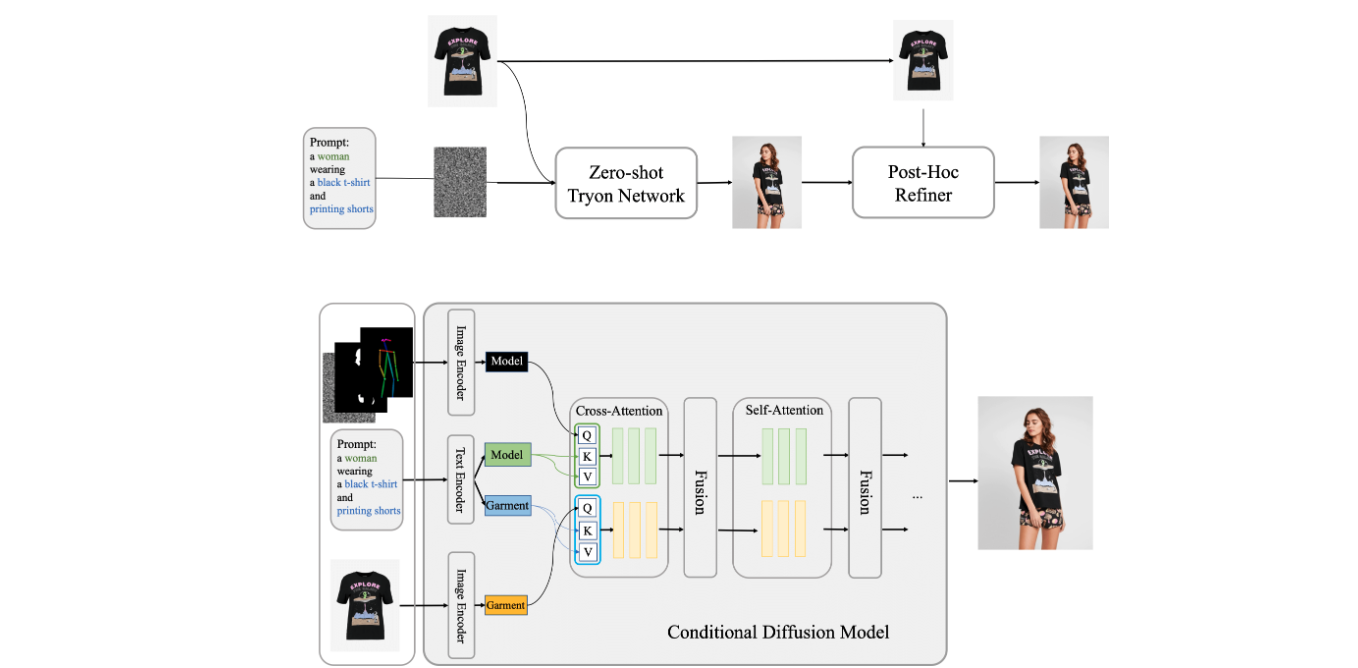 EXPLORE
EXPLORE
Prompt:
a woman
wearing
a black t-shirt
and
printing shorts
Zero-shot
Tryon Network
Post-Hoc
Refiner
Image Encoder
Model
Cross-Attention
Self-Attention
Q
K
V
Prompt:
a woman
wearing
a black t-shirt
and
printing shorts
Text Encoder
Model
Garment
Q
K
V
Fusion
Fusion
...
EXPLORE
EXPLORE
Image Encoder
Garment
Conditional Diffusion Model